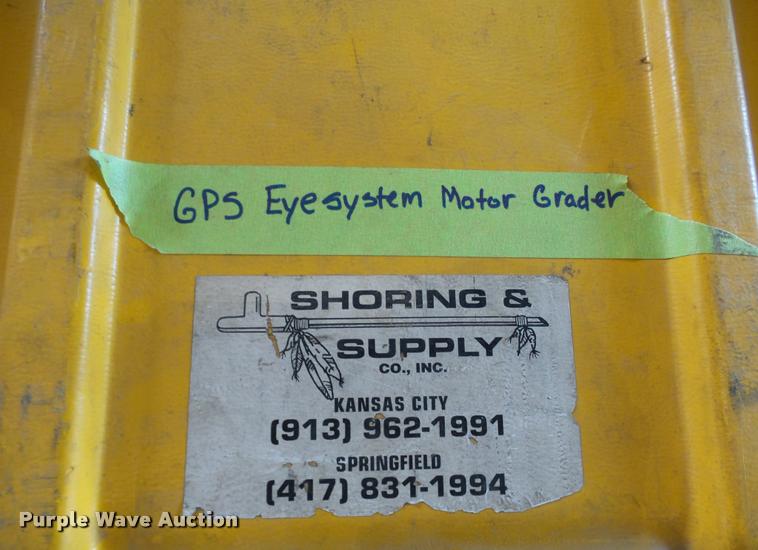 GPS Eyesystem Motor Grader
SHORING &
SUPPLY
CO., INC.
KANSAS CITY
(913) 962-1991
SPRINGFIELD
(417) 831-1994
Purple Wave Auction